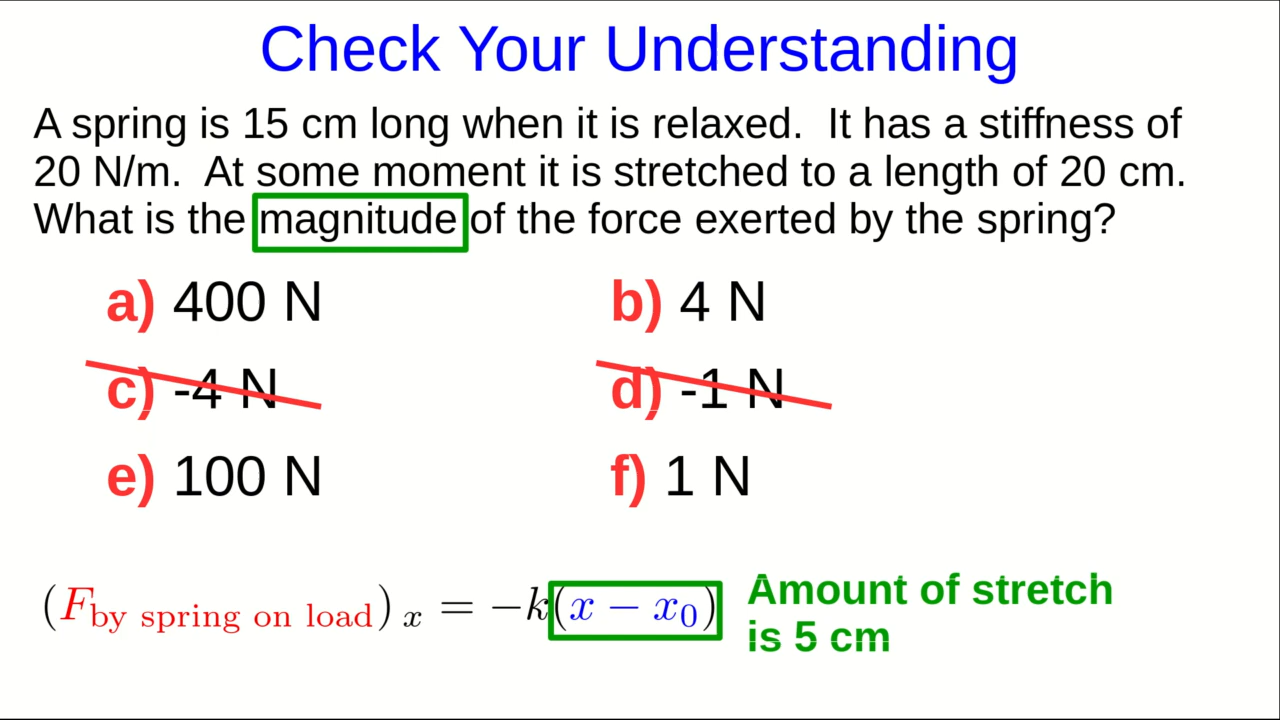 Check Your Understanding
A spring is 15 cm long when it is relaxed.  It has a stiffness of
20 N/m.  At some moment it is stretched to a length of 20 cm.
What is the magnitude of the force exerted by the spring?
a) 400 N
b) 4 N
c) -4 N
d) -1 N
e) 100 N
f) 1 N
(F_by spring on load)_x = −k(x − x_0)
Amount of stretch
is 5 cm